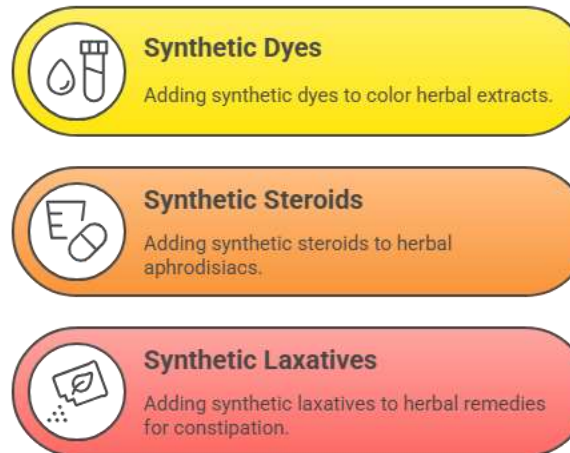 Synthetic Dyes
Adding synthetic dyes to color herbal extracts.
Synthetic Steroids
Adding synthetic steroids to herbal
aphrodisiacs.
Synthetic Laxatives
Adding synthetic laxatives to herbal remedies
for constipation.